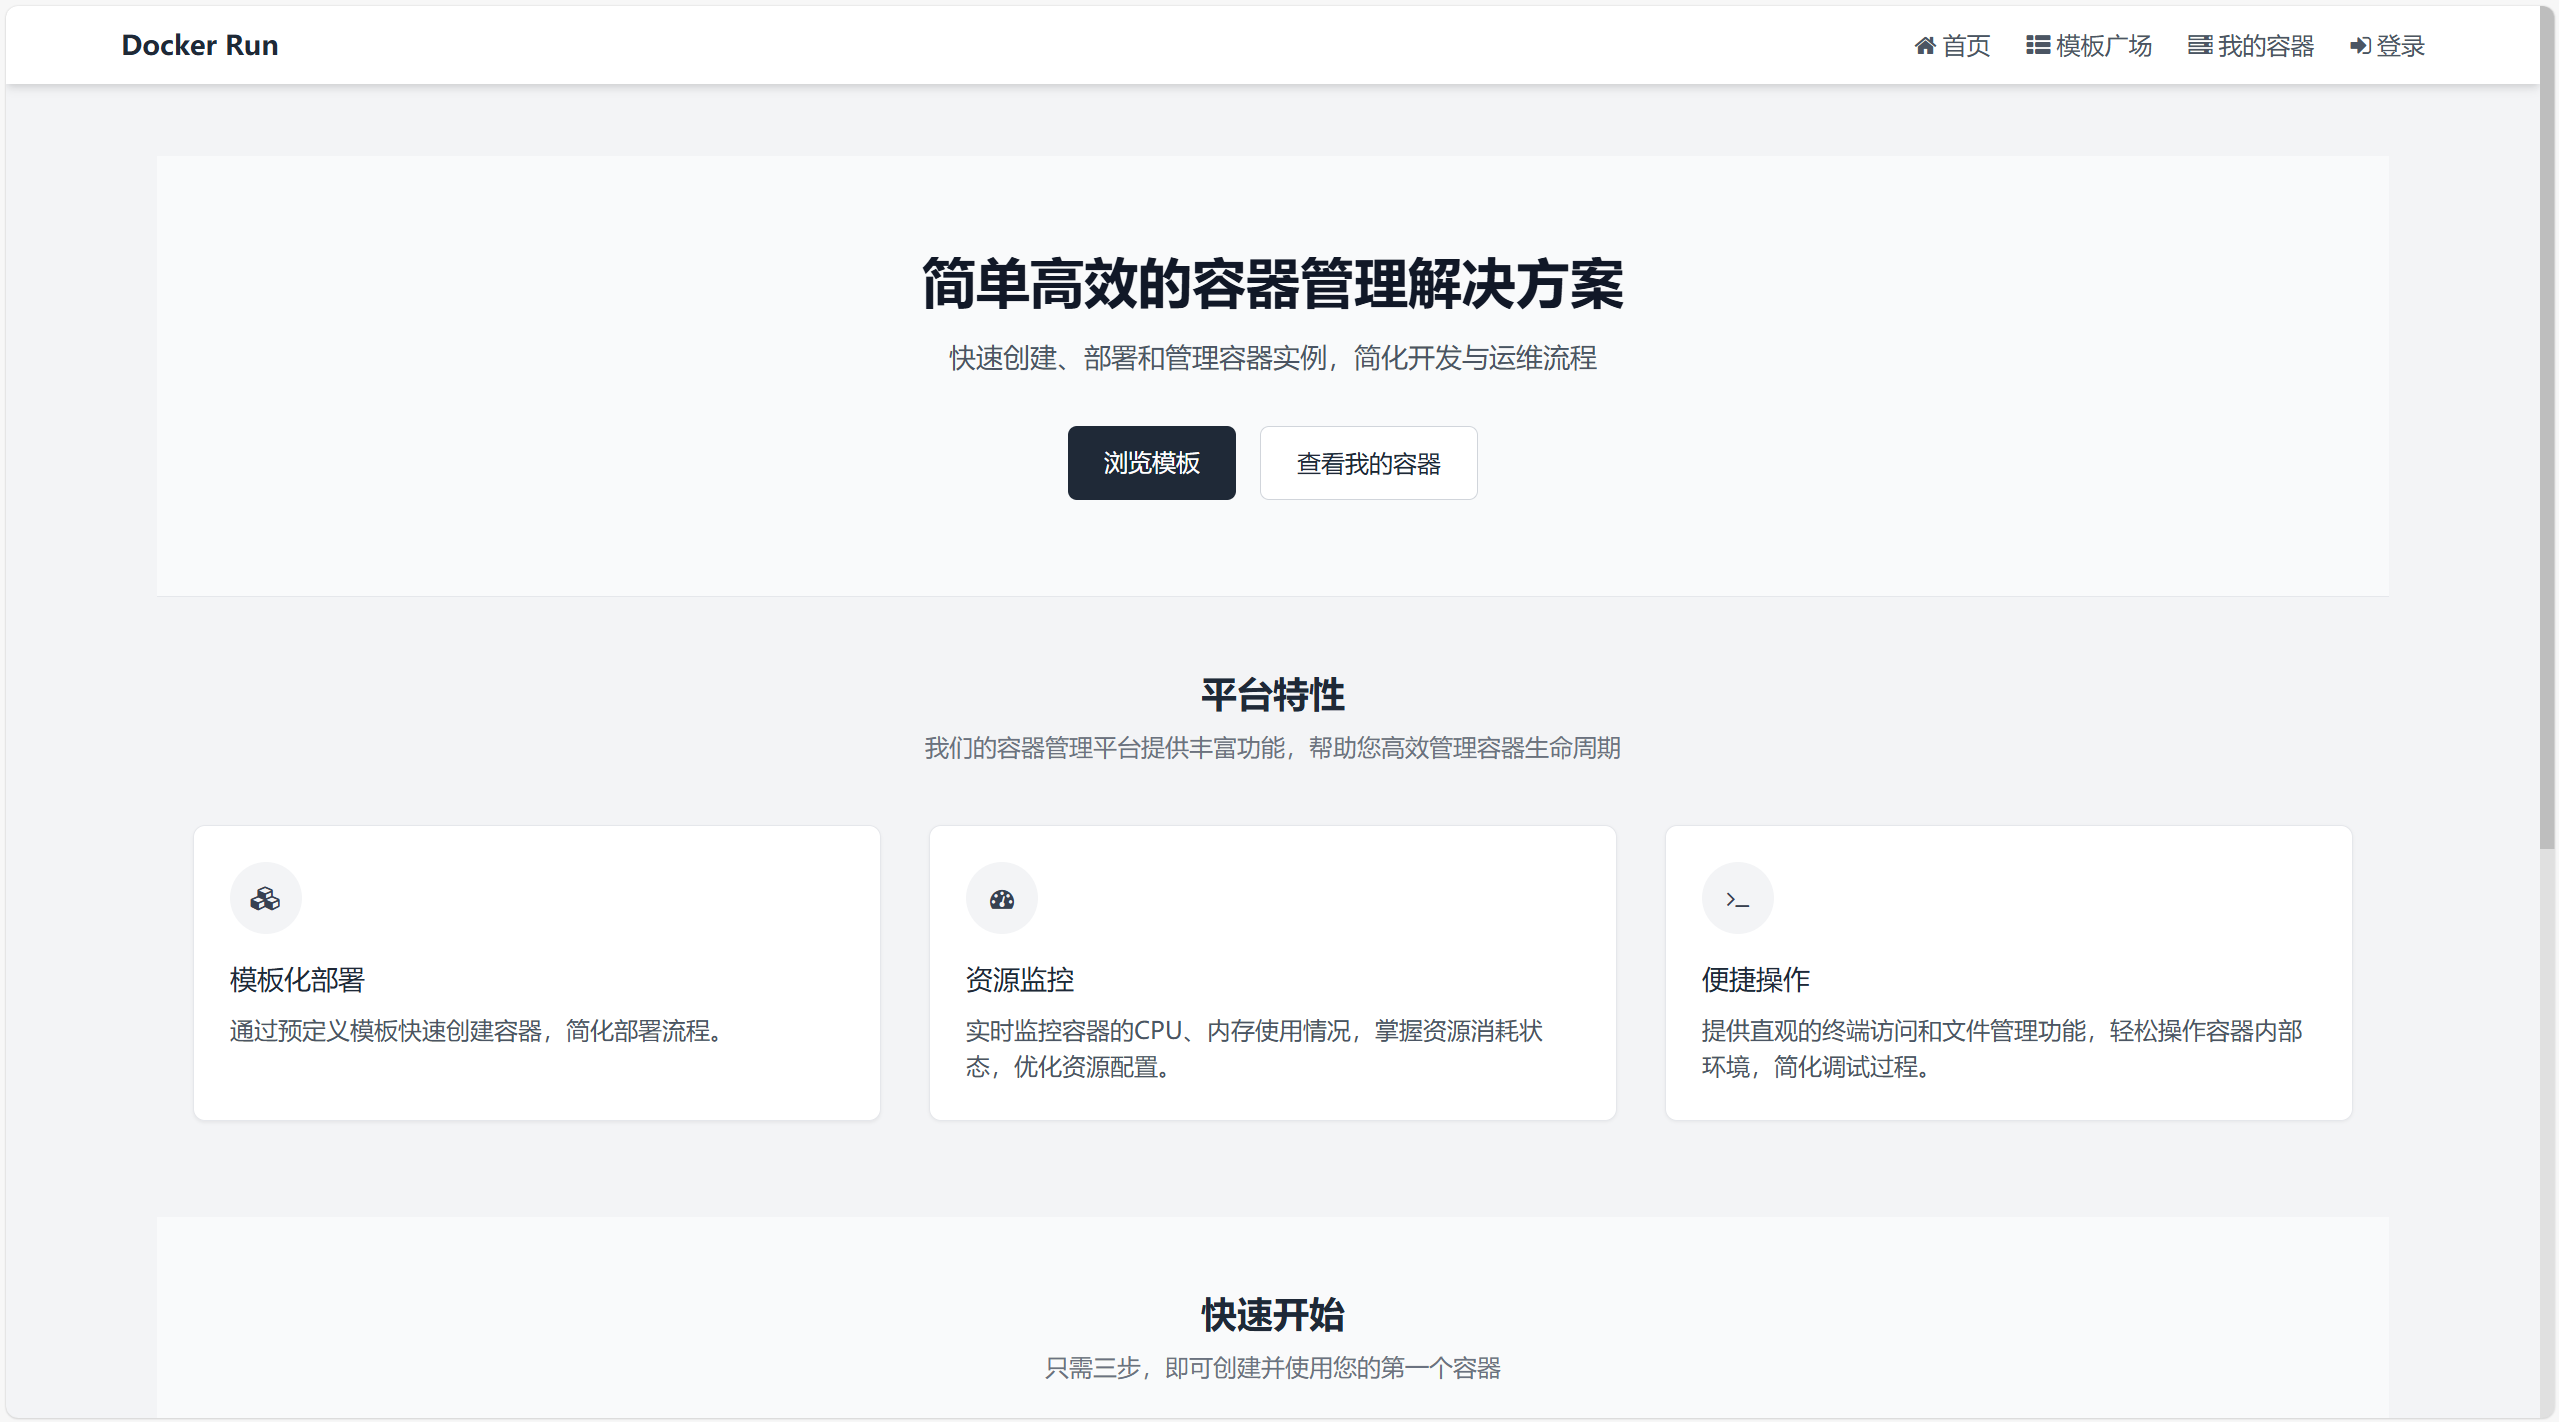 Docker Run
首页
模板广场
我的容器
登录
简单高效的容器管理解决方案
快速创建、部署和管理容器实例，简化开发与运维流程
浏览模板
查看我的容器
平台特性
我们的容器管理平台提供丰富功能，帮助您高效管理容器生命周期
模板化部署
通过预定义模板快速创建容器，简化部署流程。
资源监控
实时监控容器的CPU、内存使用情况，掌握资源消耗状
态，优化资源配置。
便捷操作
提供直观的终端访问和文件管理功能，轻松操作容器内部
环境，简化调试过程。
快速开始
只需三步，即可创建并使用您的第一个容器